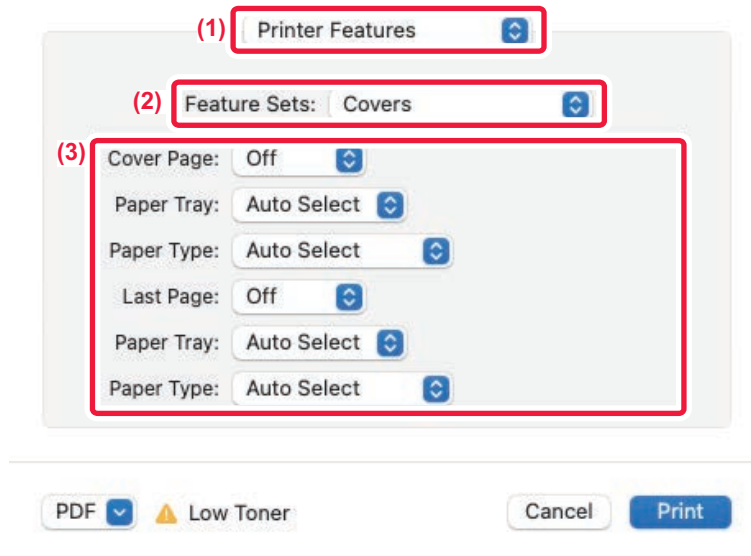 (1) Printer Features
(2) Feature Sets: Covers
(3) Cover Page: Off
Paper Tray: Auto Select
Paper Type: Auto Select
Last Page: Off
Paper Tray: Auto Select
Paper Type: Auto Select
PDF Low Toner Cancel Print